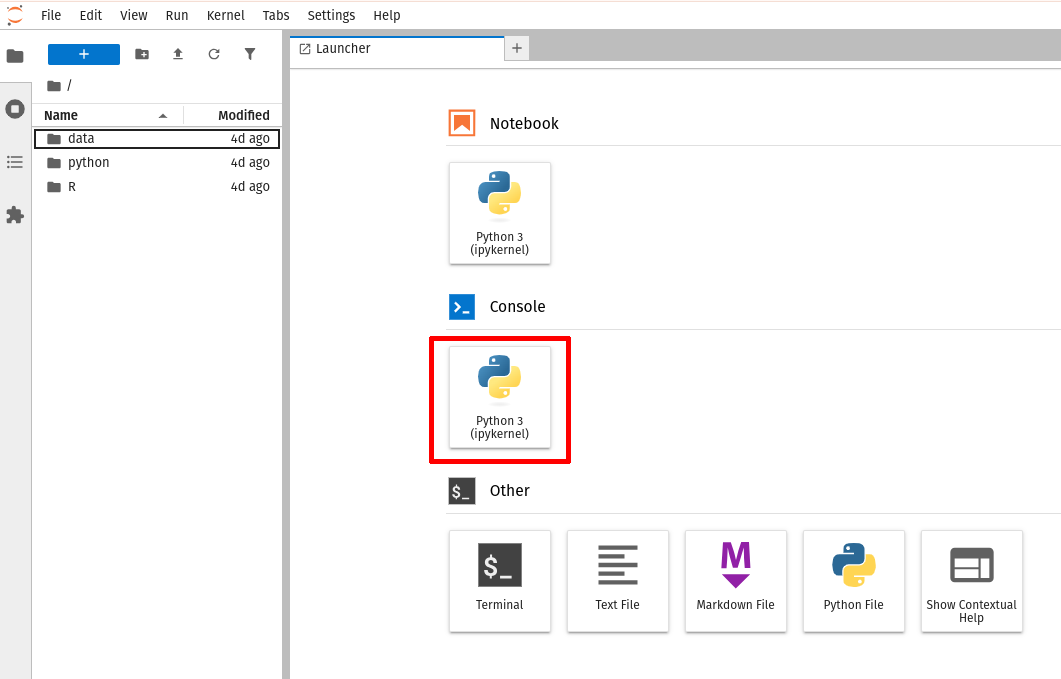 File Edit View Run Kernel Tabs Settings Help
+
Launcher
+
/
Name Modified
data 4d ago
python 4d ago
R 4d ago
Notebook
Python 3
(ipykernel)
>_ Console
Python 3
(ipykernel)
$_ Other
$_
Terminal
Text File
M
Markdown File
Python File
Show Contextual
Help